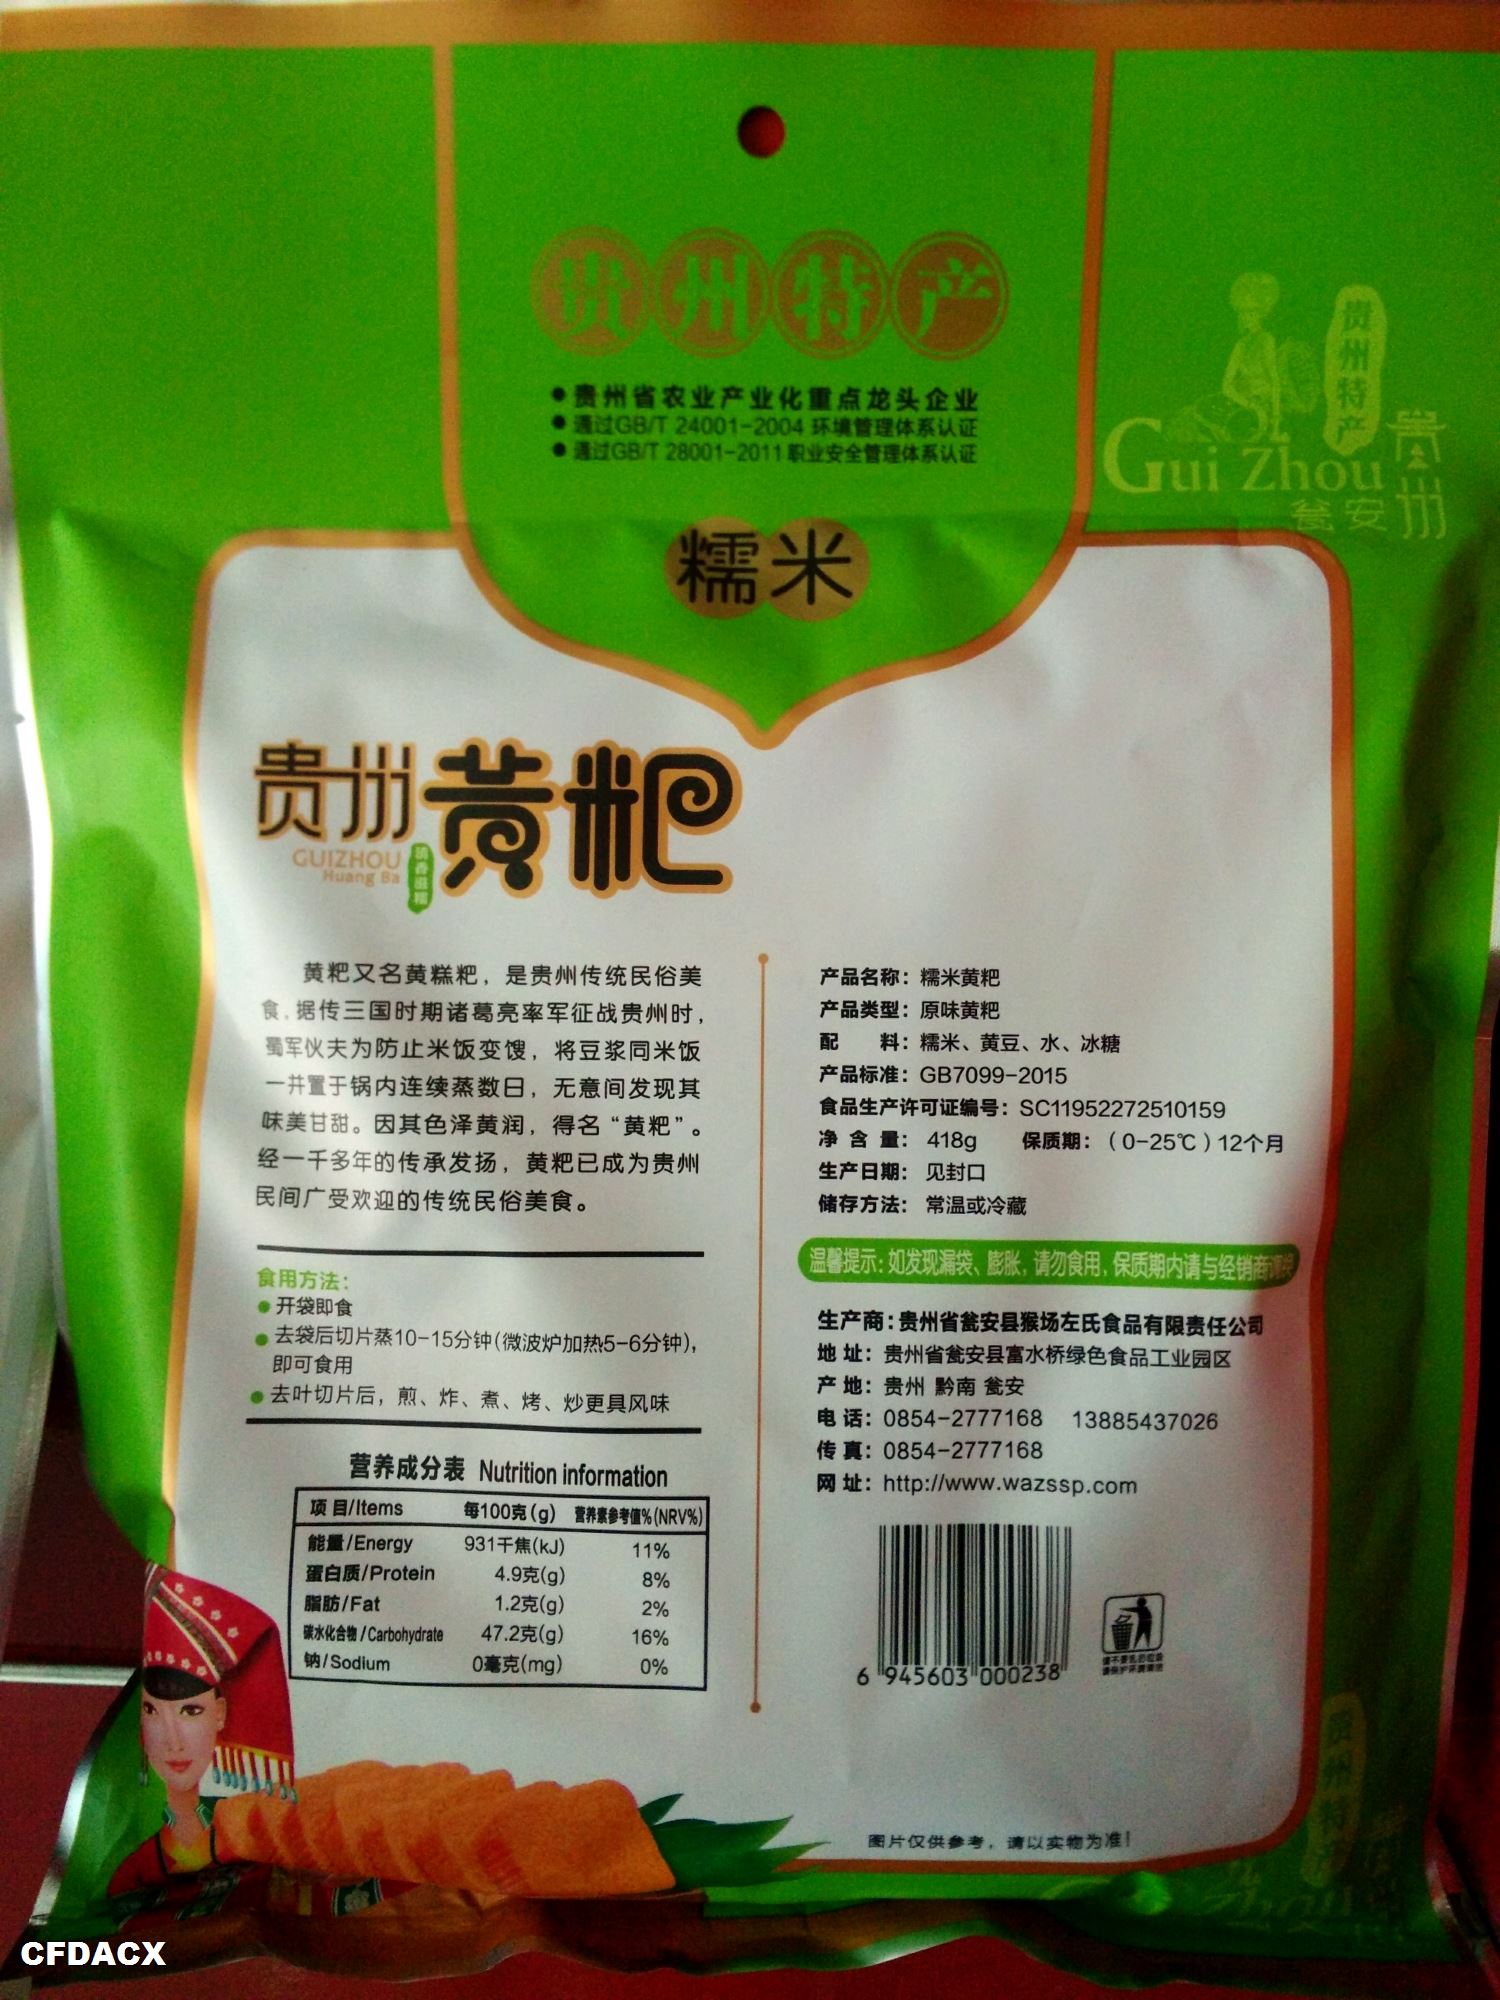 贵州特产
●贵州省农业产业化重点龙头企业
●通过GB/T 24001-2004 环境管理体系认证
●通过GB/T 28001-2011 职业安全管理体系认证
贵州特产
Gui Zhou 贵州
瓮安
糯米
贵州黄粑
GUIZHOU
Huang Ba
黄粑又名黄糕粑，是贵州传统民俗美
食，据传三国时期诸葛亮率军征战贵州时，
蜀军伙夫为防止米饭变馊，将豆浆同米饭
一并置于锅内连续蒸数日，无意间发现其
味美甘甜。因其色泽黄润，得名“黄粑”。
经一千多年的传承发扬，黄粑已成为贵州
民间广受欢迎的传统民俗美食。
食用方法：
●开袋即食
●去袋后切片蒸10-15分钟(微波炉加热5-6分钟)，
即可食用
●去叶切片后，煎、炸、煮、烤、炒更具风味
营养成分表 Nutrition information
项目/Items 每100克(g) 营养素参考值%(NRV%)
能量/Energy 931千焦(kJ) 11%
蛋白质/Protein 4.9克(g) 8%
脂肪/Fat 1.2克(g) 2%
碳水化合物/Carbohydrate 47.2克(g) 16%
钠/Sodium 0毫克(mg) 0%
产品名称：糯米黄粑
产品类型：原味黄粑
配 料：糯米、黄豆、水、冰糖
产品标准：GB7099-2015
食品生产许可证编号：SC11952272510159
净 含 量：418g 保质期：（0-25℃）12个月
生产日期：见封口
储存方法：常温或冷藏
温馨提示：如发现漏袋、膨胀，请勿食用，保质期内请与经销商调换
生产商：贵州省瓮安县猴场左氏食品有限责任公司
地 址：贵州省瓮安县富水桥绿色食品工业园区
产 地：贵州 黔南 瓮安
电 话：0854-2777168 13885437026
传 真：0854-2777168
网 址：http://www.wazssp.com
6 945603 000238
图片仅供参考，请以实物为准！
CFDACX